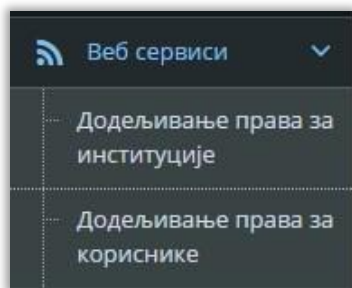 Веб сервиси
Додељивање права за
институције
Додељивање права за
кориснике